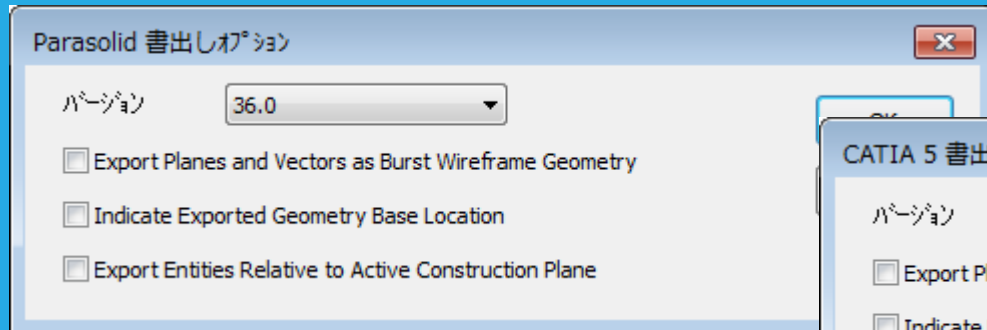 Parasolid 書出しｵﾌﾟｼｮﾝ
ﾊﾞｰｼﾞｮﾝ
36.0
Export Planes and Vectors as Burst Wireframe Geometry
Indicate Exported Geometry Base Location
Export Entities Relative to Active Construction Plane
CATIA 5 書出
ﾊﾞｰｼﾞｮﾝ
Export Pl
Indicate